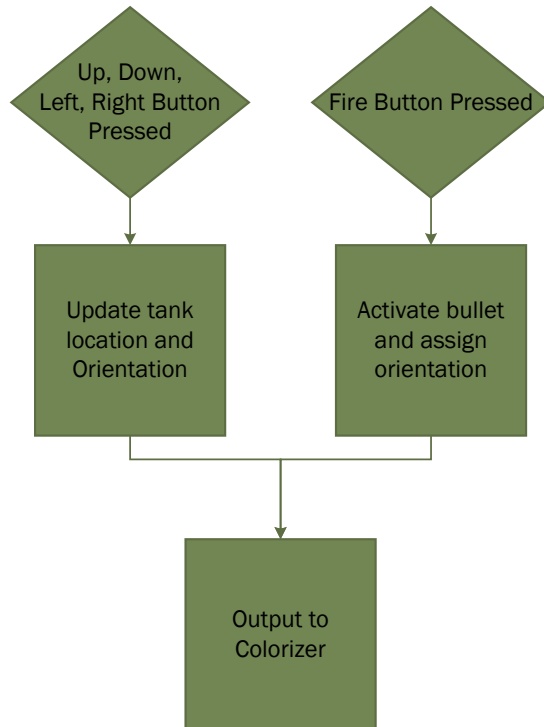 Up, Down,
Left, Right Button
Pressed
Fire Button Pressed
Update tank
location and
Orientation
Activate bullet
and assign
orientation
Output to
Colorizer